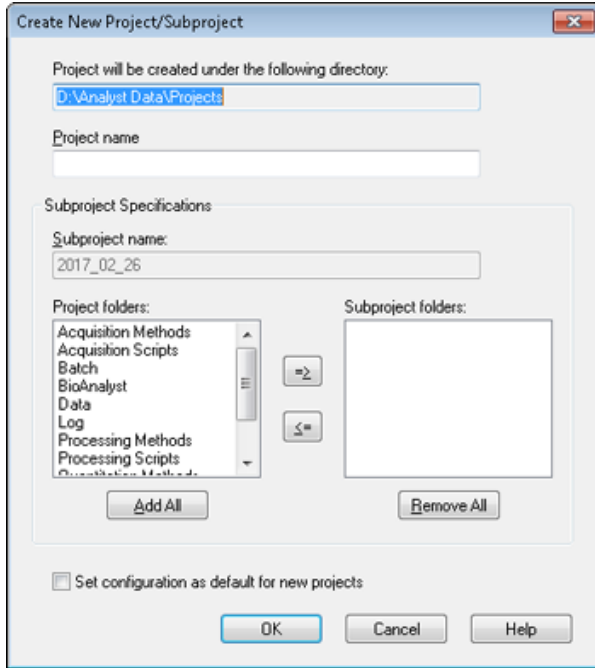 Create New Project/Subproject
Project will be created under the following directory:
D:\Analyst Data\Projects
Project name
Subproject Specifications
Subproject name:
2017_02_26
Project folders:
Subproject folders:
Acquisition Methods
Acquisition Scripts
Batch
BioAnalyst
Data
Log
Processing Methods
Processing Scripts
Quantitation Methods
=>
<=
Add All
Remove All
Set configuration as default for new projects
OK
Cancel
Help